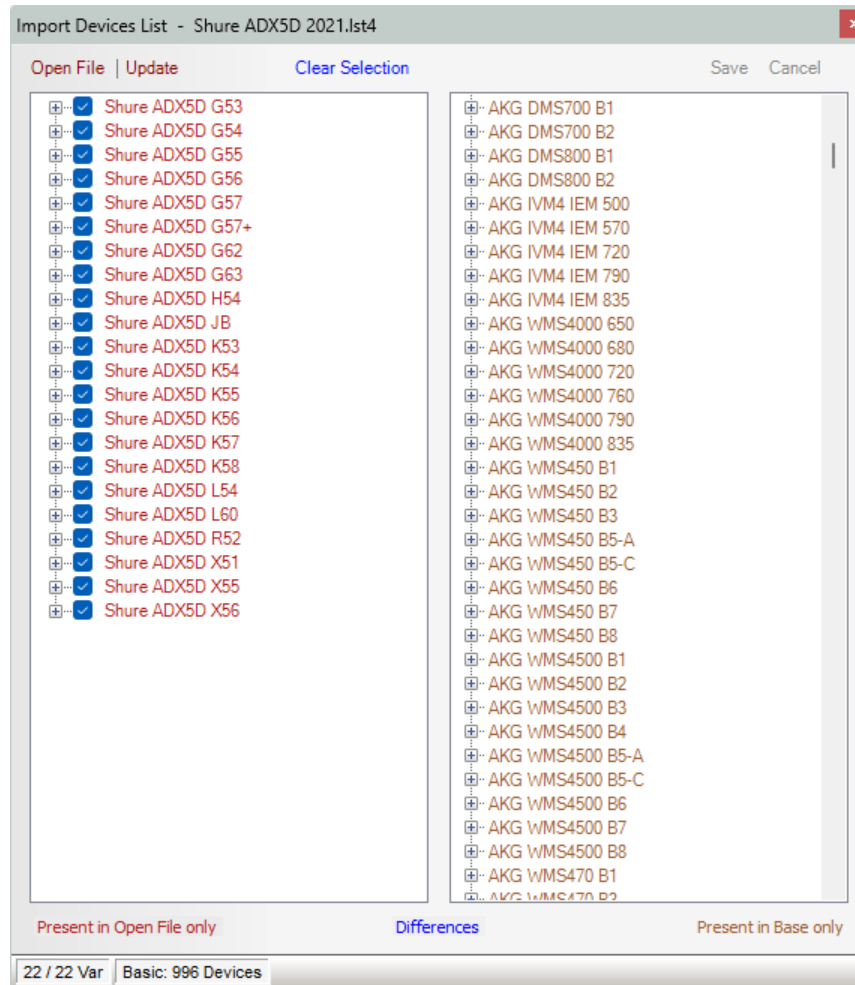 Import Devices List - Shure ADX5D 2021.lst4
Open File | Update Clear Selection Save Cancel
Shure ADX5D G53
Shure ADX5D G54
Shure ADX5D G55
Shure ADX5D G56
Shure ADX5D G57
Shure ADX5D G57+
Shure ADX5D G62
Shure ADX5D G63
Shure ADX5D H54
Shure ADX5D JB
Shure ADX5D K53
Shure ADX5D K54
Shure ADX5D K55
Shure ADX5D K56
Shure ADX5D K57
Shure ADX5D K58
Shure ADX5D L54
Shure ADX5D L60
Shure ADX5D R52
Shure ADX5D X51
Shure ADX5D X55
Shure ADX5D X56
AKG DMS700 B1
AKG DMS700 B2
AKG DMS800 B1
AKG DMS800 B2
AKG IVM4 IEM 500
AKG IVM4 IEM 570
AKG IVM4 IEM 720
AKG IVM4 IEM 790
AKG IVM4 IEM 835
AKG WMS4000 650
AKG WMS4000 680
AKG WMS4000 720
AKG WMS4000 760
AKG WMS4000 790
AKG WMS4000 835
AKG WMS450 B1
AKG WMS450 B2
AKG WMS450 B3
AKG WMS450 B5-A
AKG WMS450 B5-C
AKG WMS450 B6
AKG WMS450 B7
AKG WMS450 B8
AKG WMS4500 B1
AKG WMS4500 B2
AKG WMS4500 B3
AKG WMS4500 B4
AKG WMS4500 B5-A
AKG WMS4500 B5-C
AKG WMS4500 B6
AKG WMS4500 B7
AKG WMS4500 B8
AKG WMS470 B1
AKG WMS470
Present in Open File only Differences Present in Base only
22 / 22 Var Basic: 996 Devices